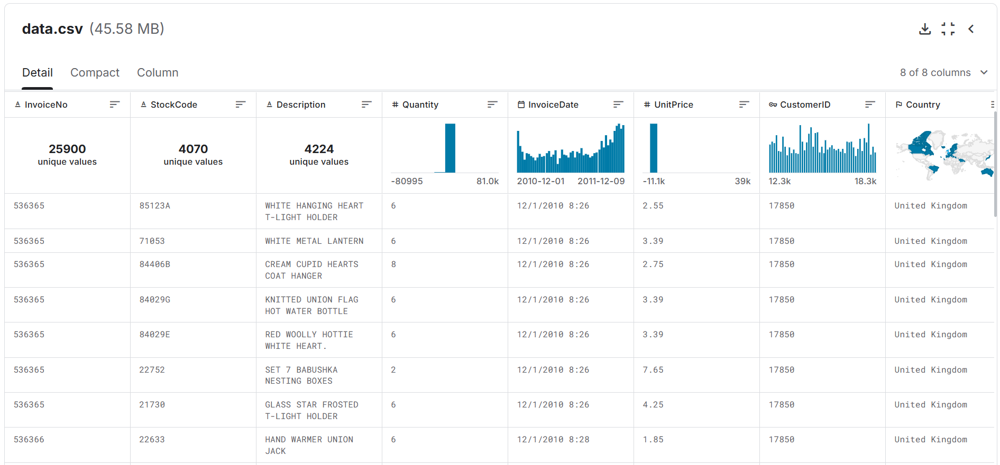 data.csv (45.58 MB)
Detail Compact Column 8 of 8 columns
InvoiceNo StockCode Description Quantity InvoiceDate UnitPrice CustomerID Country
25900 4070 4224
unique values unique values unique values
-80995 81.0k 2010-12-01 2011-12-09 -11.1k 39k 12.3k 18.3k
536365 85123A WHITE HANGING HEART 6 12/1/2010 8:26 2.55 17850 United Kingdom
T-LIGHT HOLDER
536365 71053 WHITE METAL LANTERN 6 12/1/2010 8:26 3.39 17850 United Kingdom
536365 84406B CREAM CUPID HEARTS 8 12/1/2010 8:26 2.75 17850 United Kingdom
COAT HANGER
536365 84029G KNITTED UNION FLAG 6 12/1/2010 8:26 3.39 17850 United Kingdom
HOT WATER BOTTLE
536365 84029E RED WOOLLY HOTTIE 6 12/1/2010 8:26 3.39 17850 United Kingdom
WHITE HEART.
536365 22752 SET 7 BABUSHKA 2 12/1/2010 8:26 7.65 17850 United Kingdom
NESTING BOXES
536365 21730 GLASS STAR FROSTED 6 12/1/2010 8:26 4.25 17850 United Kingdom
T-LIGHT HOLDER
536366 22633 HAND WARMER UNION 6 12/1/2010 8:28 1.85 17850 United Kingdom
JACK